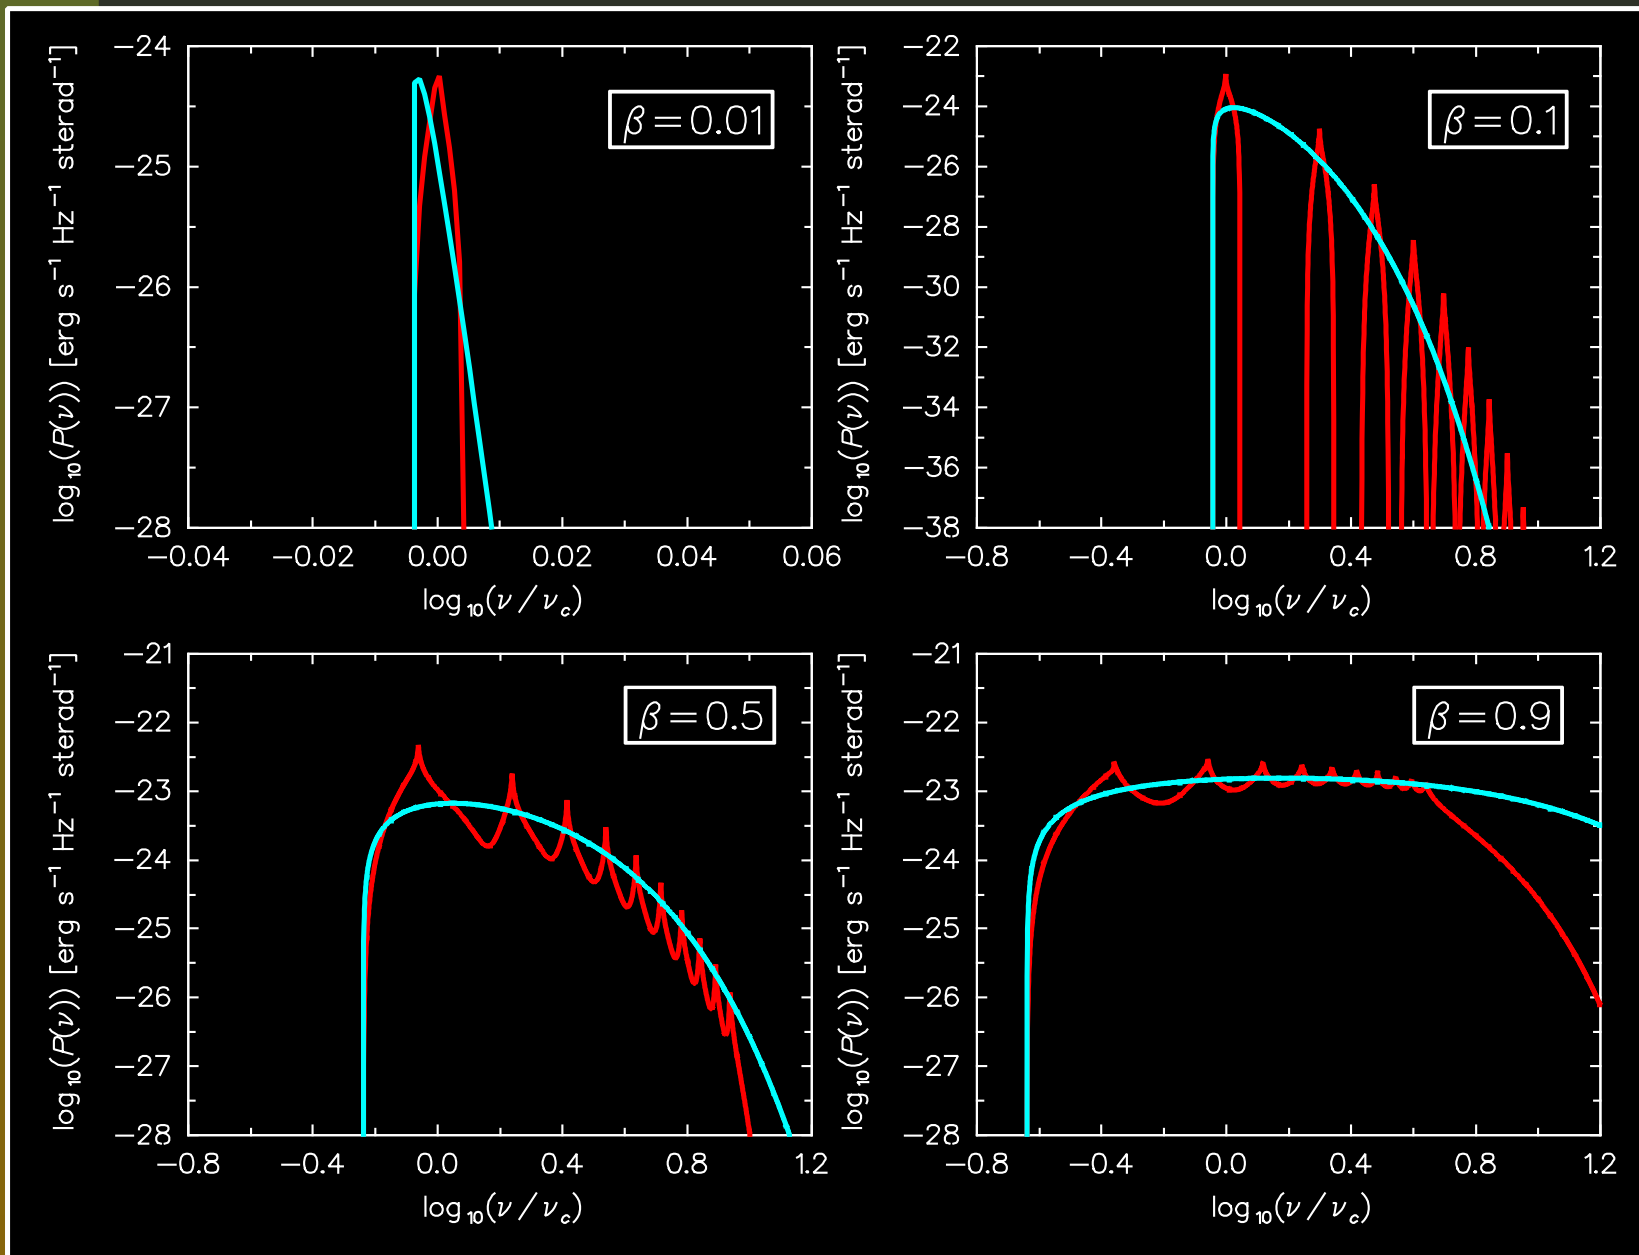 β=0.01
log₁₀(P(ν)) [erg s⁻¹ Hz⁻¹ sterad⁻¹]
−24
−25
−26
−27
−28
−0.04 −0.02 0.00 0.02 0.04 0.06
log₁₀(ν/ν_c)
β=0.1
log₁₀(P(ν)) [erg s⁻¹ Hz⁻¹ sterad⁻¹]
−22
−24
−26
−28
−30
−32
−34
−36
−38
−0.8 −0.4 0.0 0.4 0.8 1.2
log₁₀(ν/ν_c)
β=0.5
log₁₀(P(ν)) [erg s⁻¹ Hz⁻¹ sterad⁻¹]
−21
−22
−23
−24
−25
−26
−27
−28
−0.8 −0.4 0.0 0.4 0.8 1.2
log₁₀(ν/ν_c)
β=0.9
log₁₀(P(ν)) [erg s⁻¹ Hz⁻¹ sterad⁻¹]
−21
−22
−23
−24
−25
−26
−27
−28
−0.8 −0.4 0.0 0.4 0.8 1.2
log₁₀(ν/ν_c)